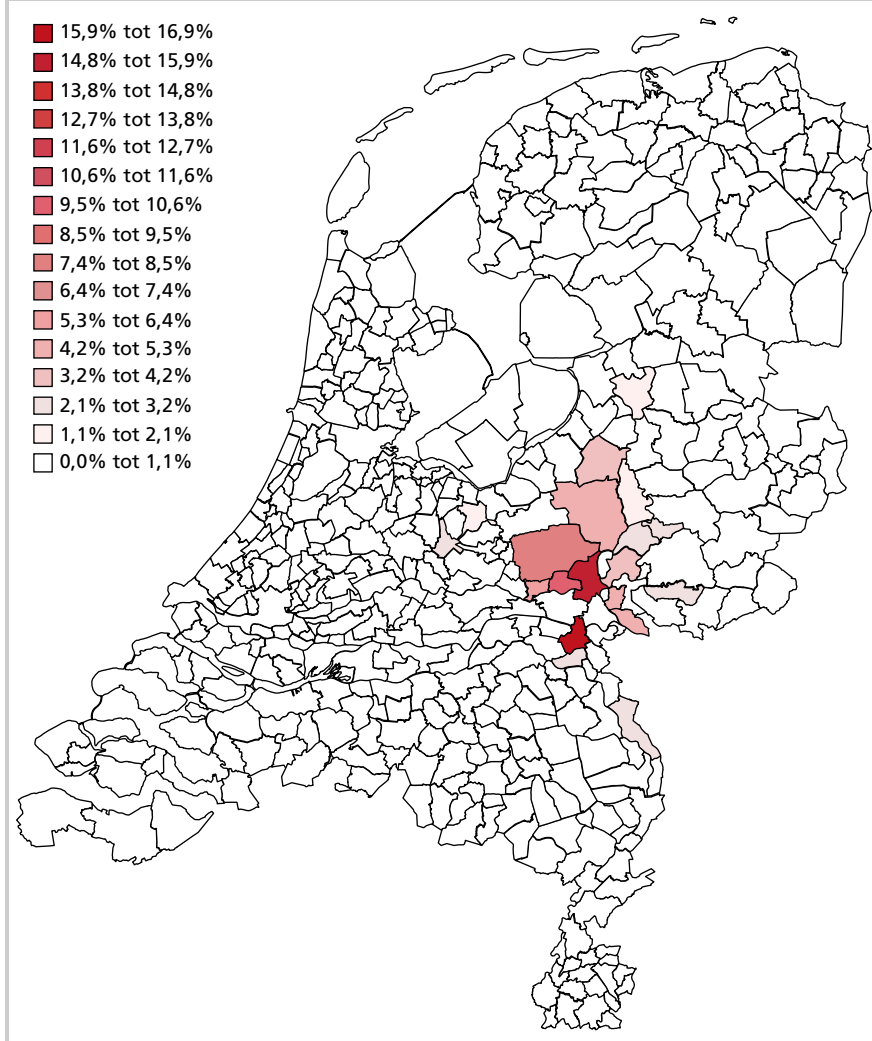 15,9% tot 16,9%
14,8% tot 15,9%
13,8% tot 14,8%
12,7% tot 13,8%
11,6% tot 12,7%
10,6% tot 11,6%
9,5% tot 10,6%
8,5% tot 9,5%
7,4% tot 8,5%
6,4% tot 7,4%
5,3% tot 6,4%
4,2% tot 5,3%
3,2% tot 4,2%
2,1% tot 3,2%
1,1% tot 2,1%
0,0% tot 1,1%